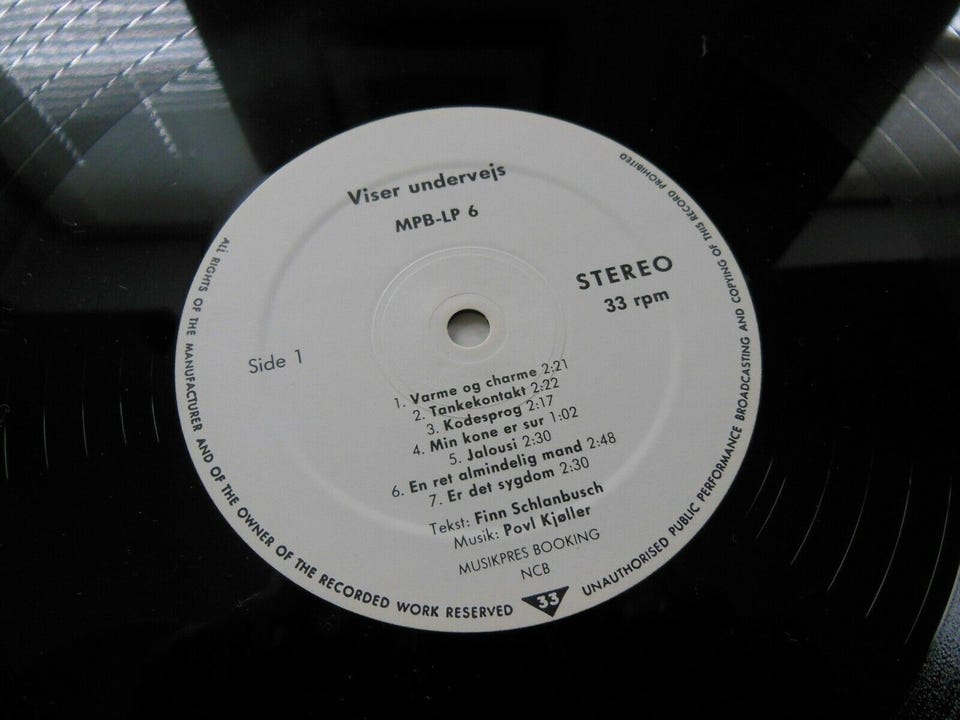 Viser undervejs
MPB-LP 6
STEREO
33 rpm
Side 1
1. Varme og charme 2:21
2. Tankekontakt 2:22
3. Kodesprog 2:17
4. Min kone er sur 1:02
5. Jalousi 2:30
6. En ret almindelig mand 2:48
7. Er det sygdom 2:30
Tekst: Finn Schlanbusch
Musik: Povl Kjøller
MUSIKPRES BOOKING
NCB
ALL RIGHTS OF THE MANUFACTURER AND OF THE OWNER OF THE RECORDED WORK RESERVED
33
UNAUTHORISED PUBLIC PERFORMANCE BROADCASTING AND COPYING OF THIS RECORD PROHIBITED